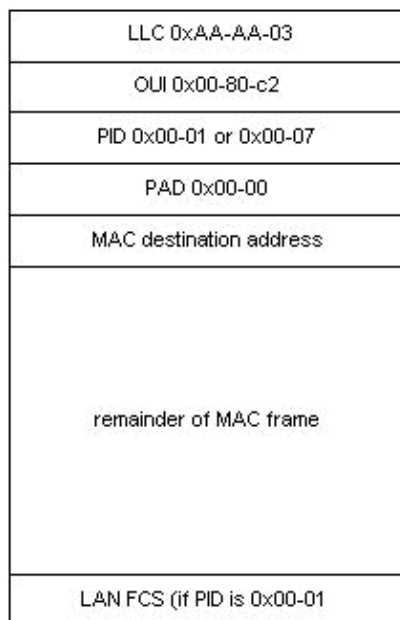 LLC 0xAA-AA-03
OUI 0x00-80-c2
PID 0x00-01 or 0x00-07
PAD 0x00-00
MAC destination address
remainder of MAC frame
LAN FCS (if PID is 0x00-01